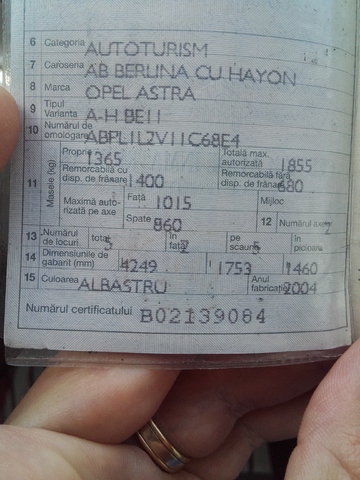 6 Categoria AUTOTURISM
7 Caroseria AB BERLINA CU HAYON
8 Marca OPEL ASTRA
9 Tipul Varianta A-H BE11
10 Numărul de omologare ABPL1L2V11C68E4
11 Masele (kg) Proprie 1365 Totală max. autorizată 1855
Remorcabilă cu disp. de frânare 1400 Remorcabilă fără disp. de frânare 680
Maximă autorizată pe axe Față 1015 Mijloc
Spate 860 12 Numărul axelor 2
13 Numărul de locuri total 5 în față 2 pe scaune 5 în picioare
14 Dimensiunile de gabarit (mm) 4249 1753 1460
15 Culoarea ALBASTRU Anul fabricației 2004
Numărul certificatului B02139084